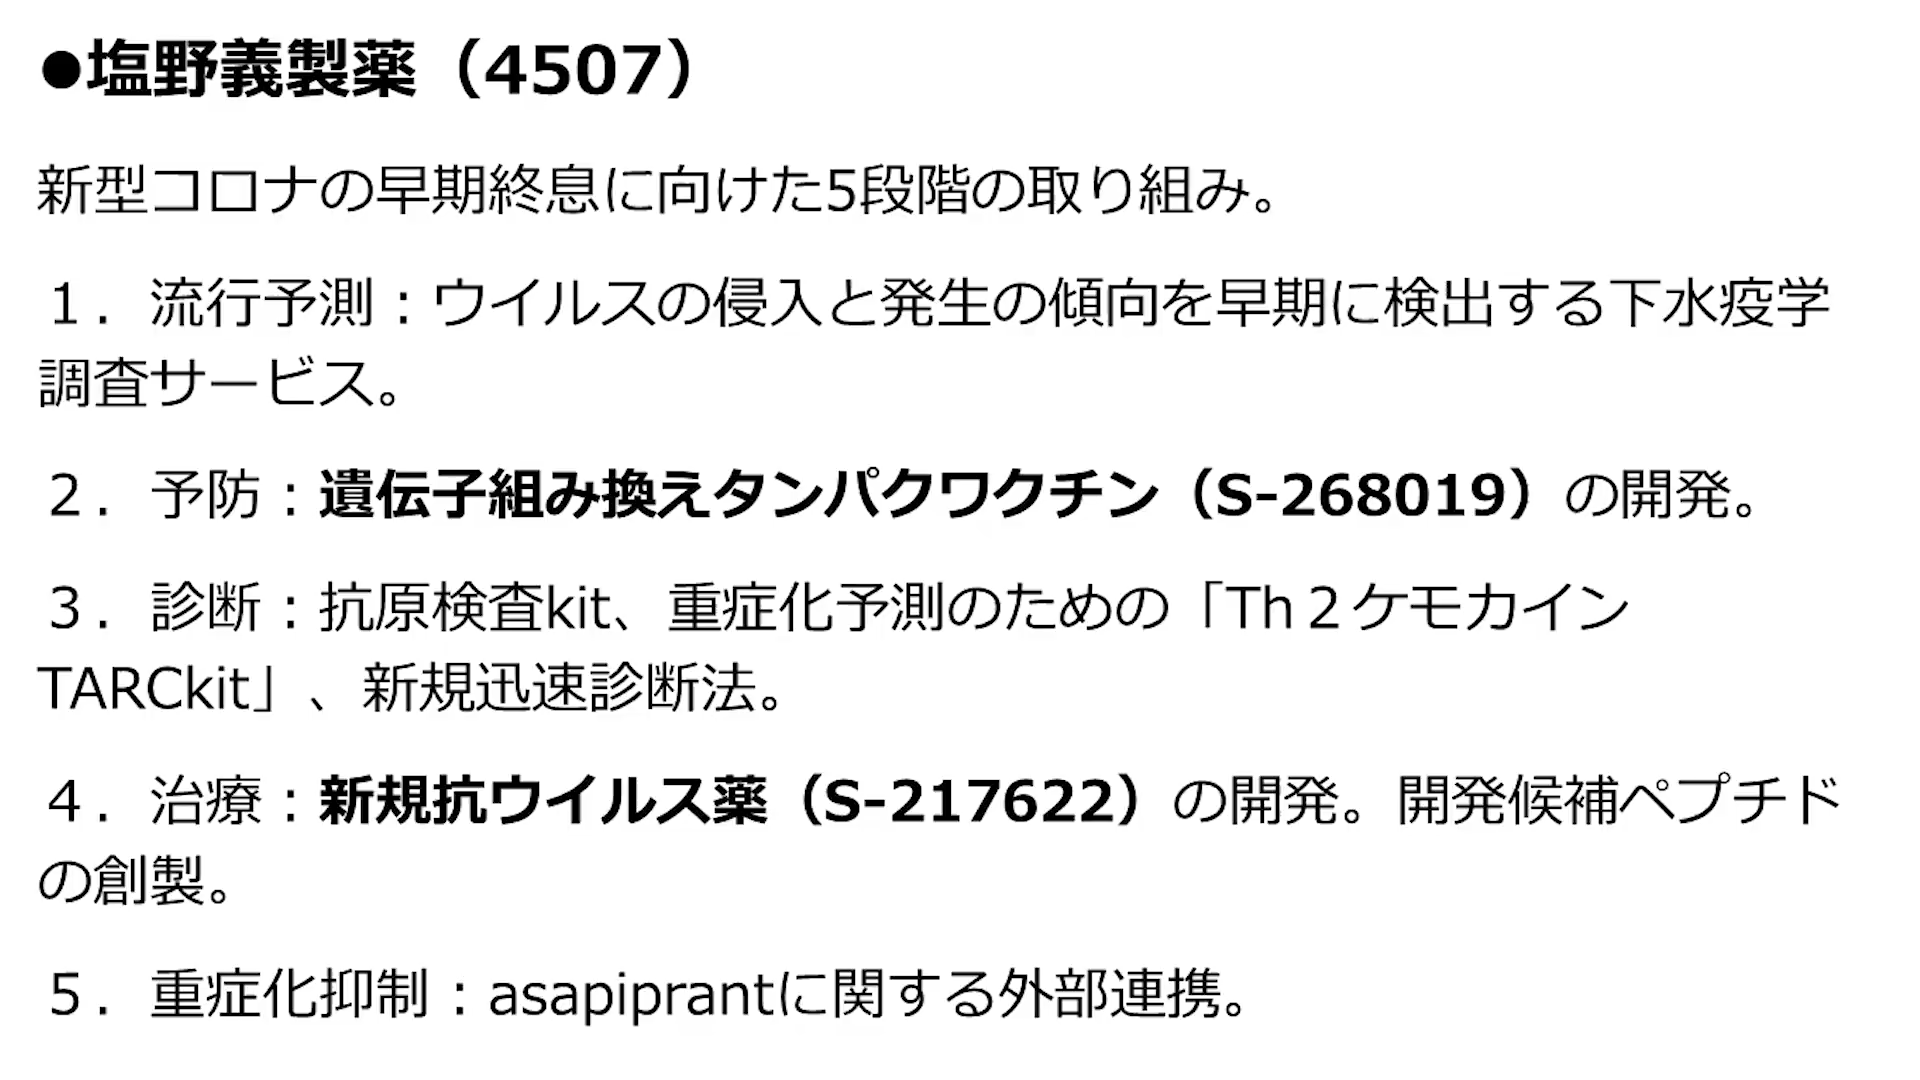 ●塩野義製薬（4507）
新型コロナの早期終息に向けた5段階の取り組み。
１．流行予測：ウイルスの侵入と発生の傾向を早期に検出する下水疫学
調査サービス。
２．予防：遺伝子組み換えタンパクワクチン（S-268019）の開発。
３．診断：抗原検査kit、重症化予測のための「Th２ケモカイン
TARCkit」、新規迅速診断法。
４．治療：新規抗ウイルス薬（S-217622）の開発。開発候補ペプチド
の創製。
５．重症化抑制：asapiprantに関する外部連携。